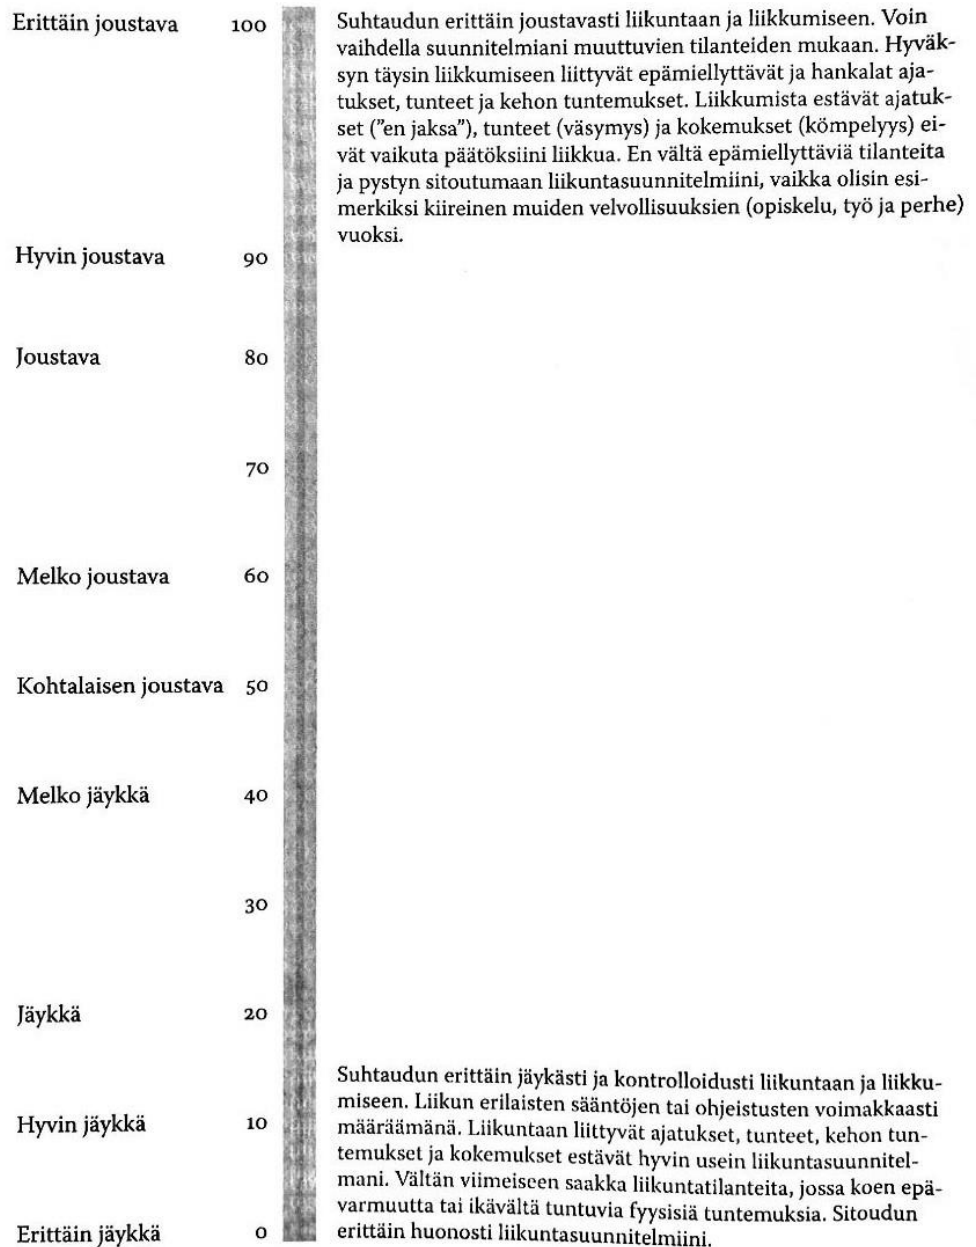 Erittäin joustava 100
Suhtaudun erittäin joustavasti liikuntaan ja liikkumiseen. Voin
vaihdella suunnitelmiani muuttuvien tilanteiden mukaan. Hyväk-
syn täysin liikkumiseen liittyvät epämiellyttävät ja hankalat aja-
tukset, tunteet ja kehon tuntemukset. Liikkumista estävät ajatuk-
set (”en jaksa”), tunteet (väsymys) ja kokemukset (kömpelyys) ei-
vät vaikuta päätöksiini liikkua. En vältä epämiellyttäviä tilanteita
ja pystyn sitoutumaan liikuntasuunnitelmiini, vaikka olisin esi-
merkiksi kiireinen muiden velvollisuuksien (opiskelu, työ ja perhe)
vuoksi.
Hyvin joustava 90
Joustava 80
70
Melko joustava 60
Kohtalaisen joustava 50
Melko jäykkä 40
30
Jäykkä 20
Hyvin jäykkä 10
Suhtaudun erittäin jäykästi ja kontrolloidusti liikuntaan ja liikku-
miseen. Liikun erilaisten sääntöjen tai ohjeistusten voimakkaasti
määräämänä. Liikuntaan liittyvät ajatukset, tunteet, kehon tun-
temukset ja kokemukset estävät hyvin usein liikuntasuunnitel-
mani. Vältän viimeiseen saakka liikuntatilanteita, jossa koen epä-
varmuutta tai ikävältä tuntuvia fyysisiä tuntemuksia. Sitoudun
erittäin huonosti liikuntasuunnitelmiini.
Erittäin jäykkä 0